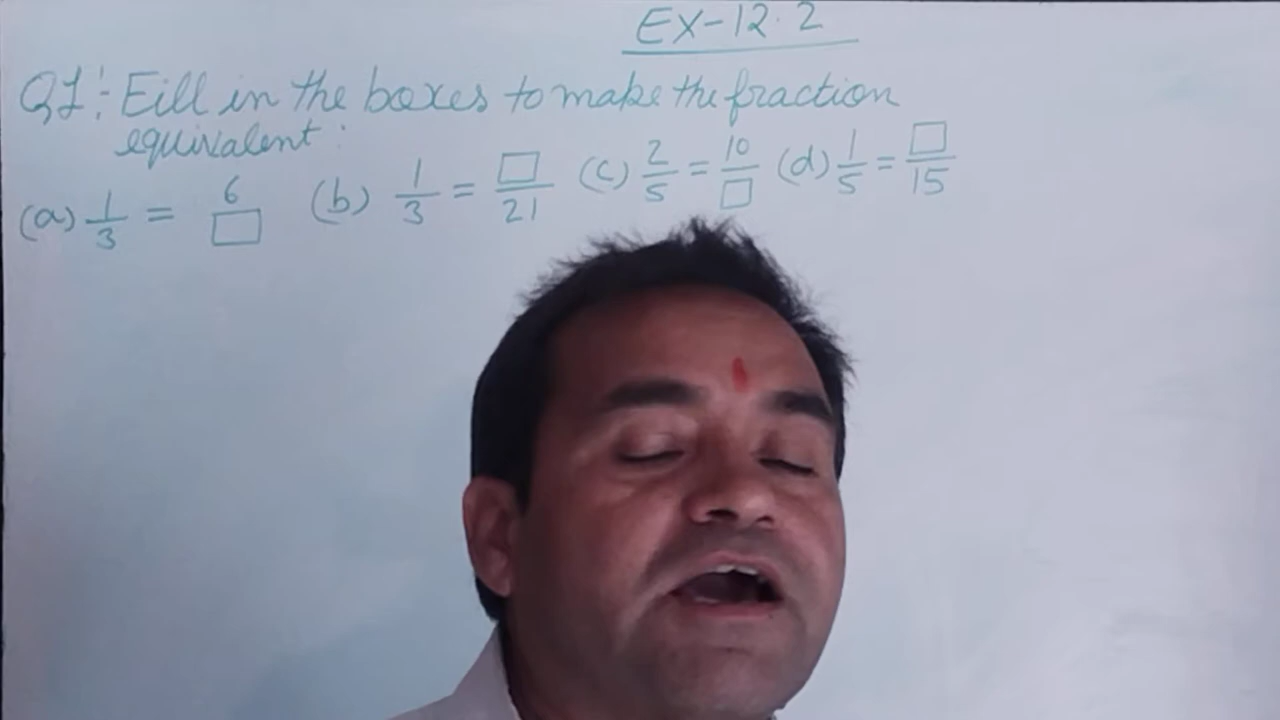 EX-12.2
Q1:- Fill in the boxes to make the fraction
equivalent:
(a) 1/3 = 6/□ (b) 1/3 = □/21 (c) 2/5 = 10/□ (d) 1/5 = □/15